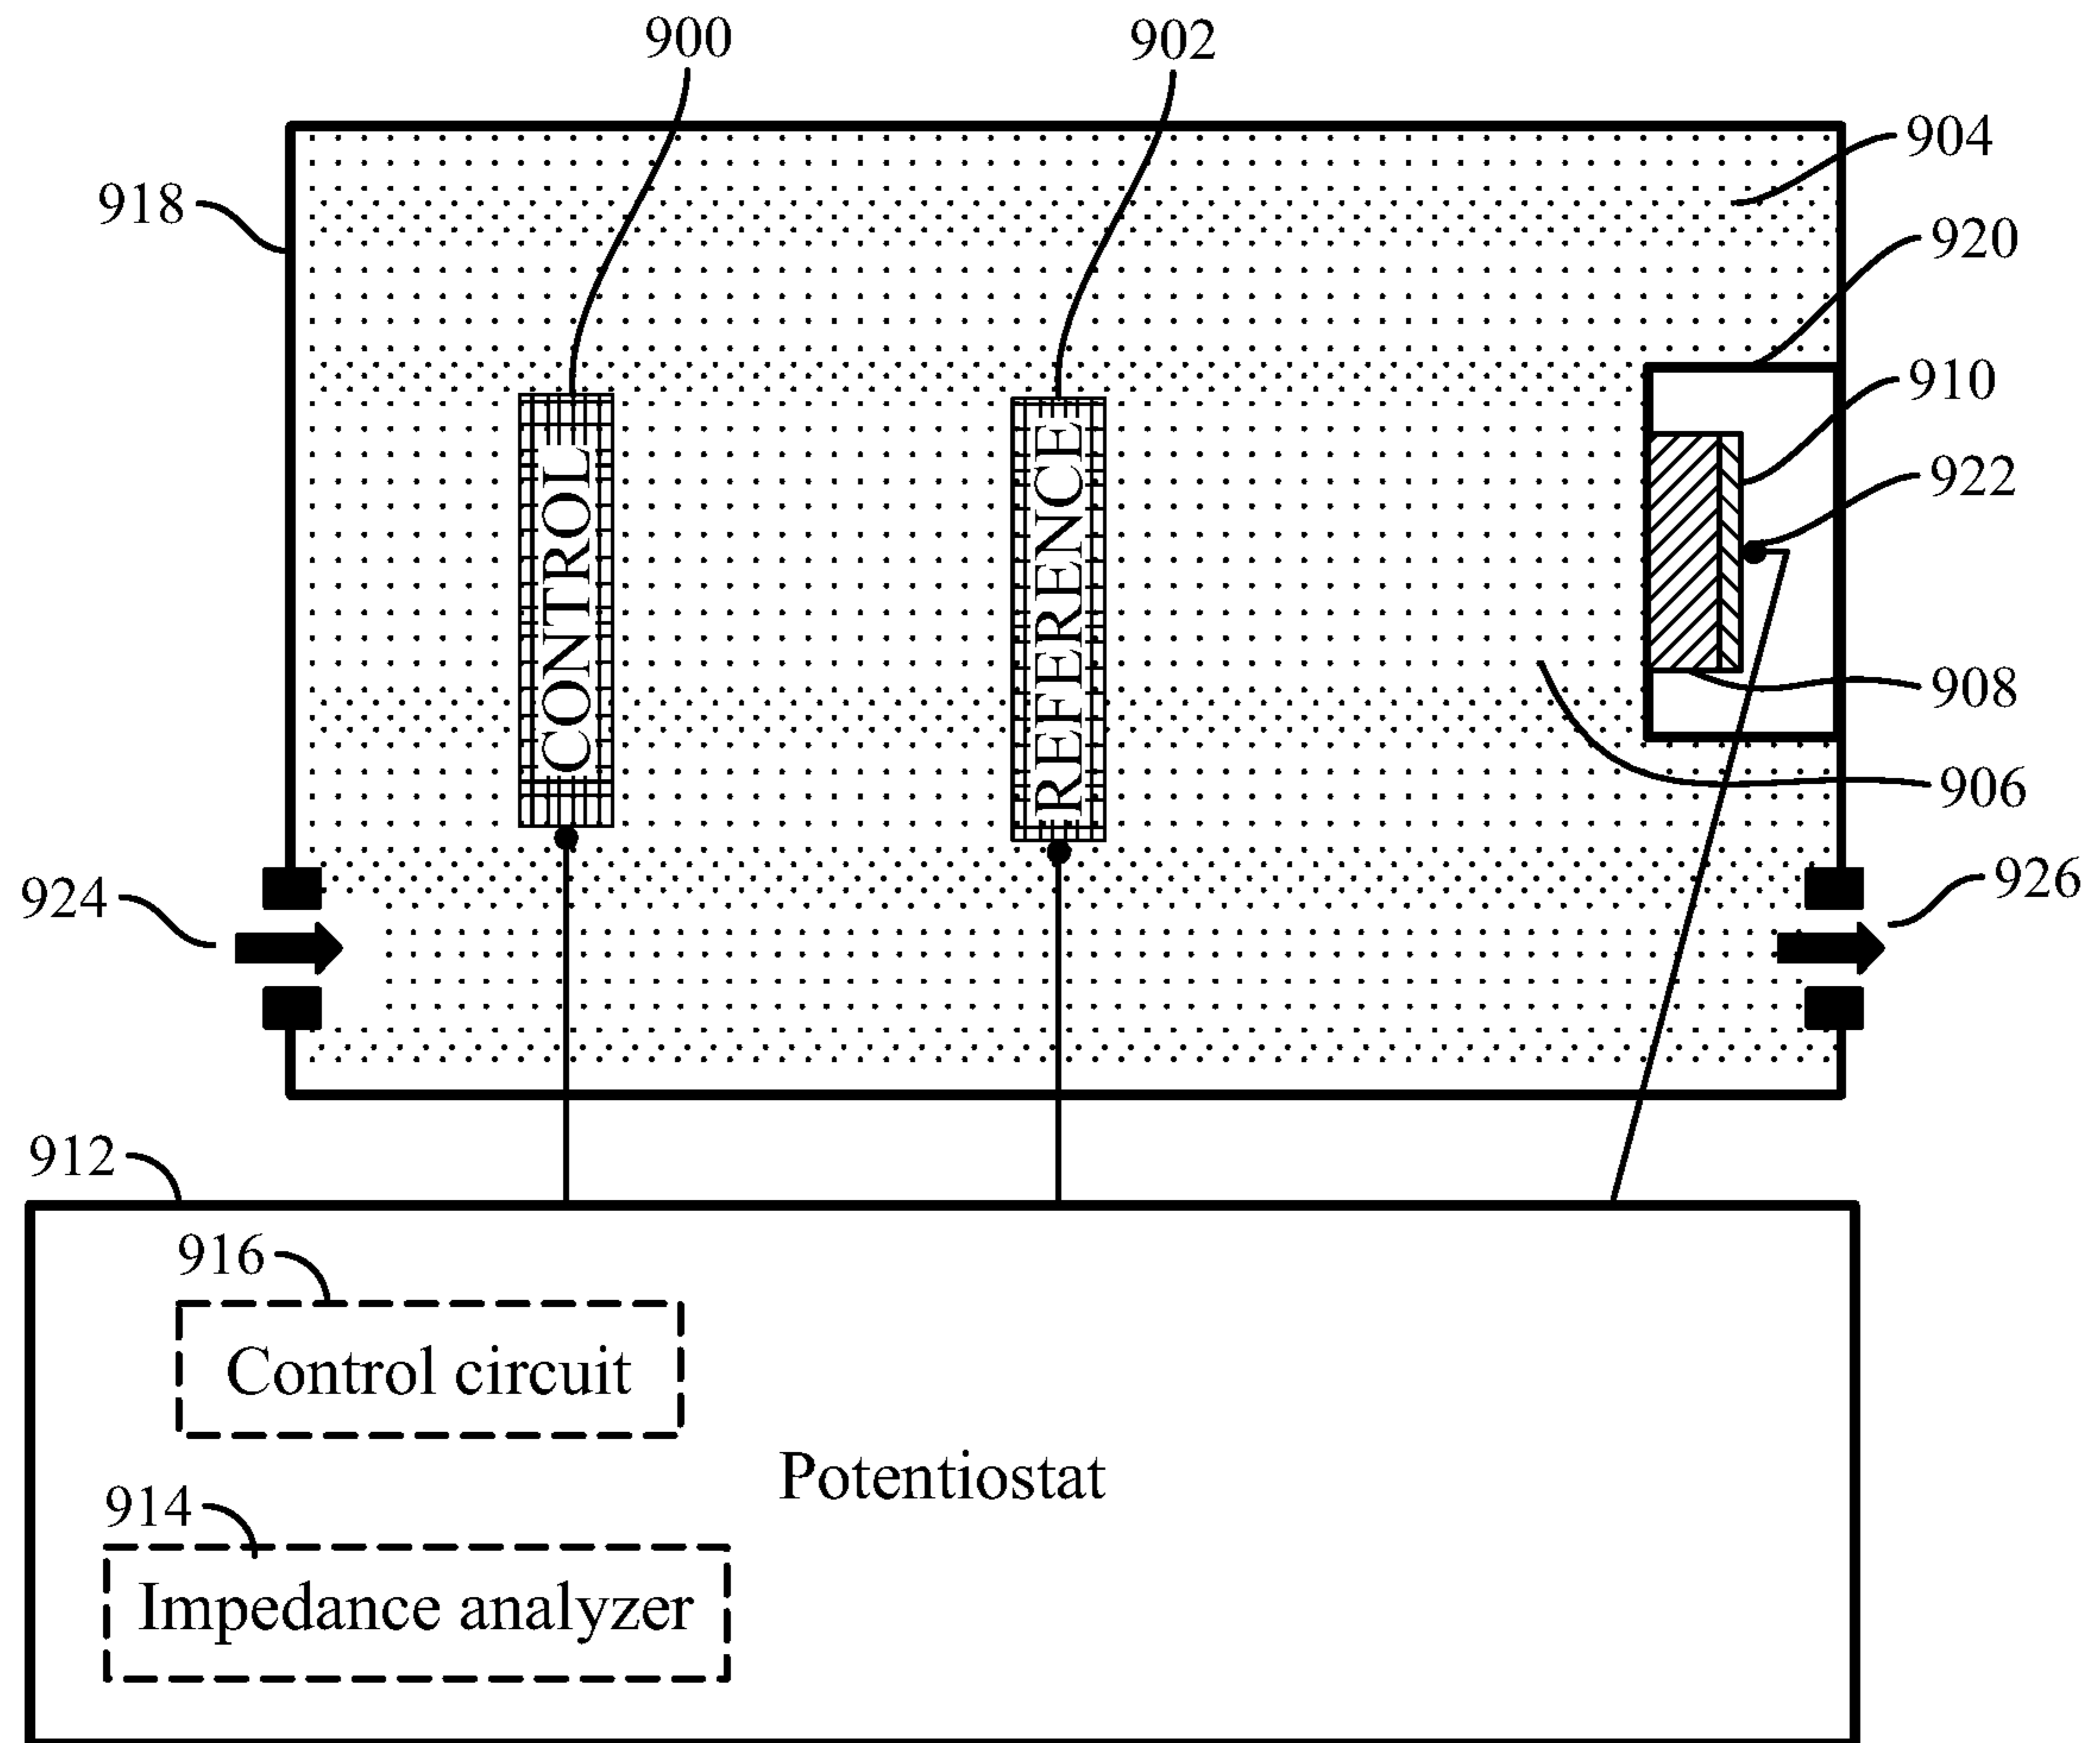 900
902
904
918
920
910
922
CONTROL
REFERENCE
908
906
924
926
912
916
Control circuit
Potentiostat
914
Impedance analyzer